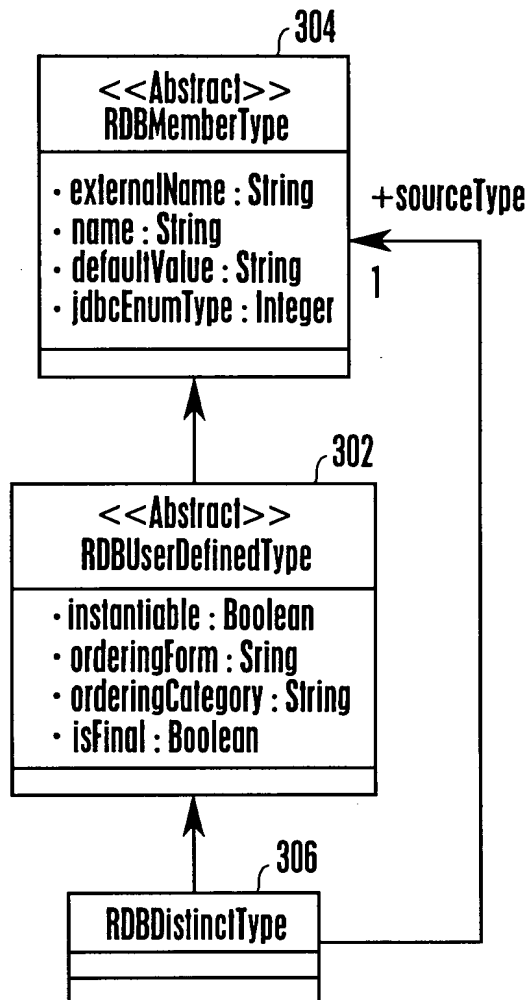 304
<<Abstract>>
RDBMemberType
· externalName : String
· name : String
· defaultValue : String
· jdbcEnumType : Integer
+sourceType
1
302
<<Abstract>>
RDBUserDefinedType
· instantiable : Boolean
· orderingForm : Sring
· orderingCategory : String
· isFinal : Boolean
306
RDBDistinctType